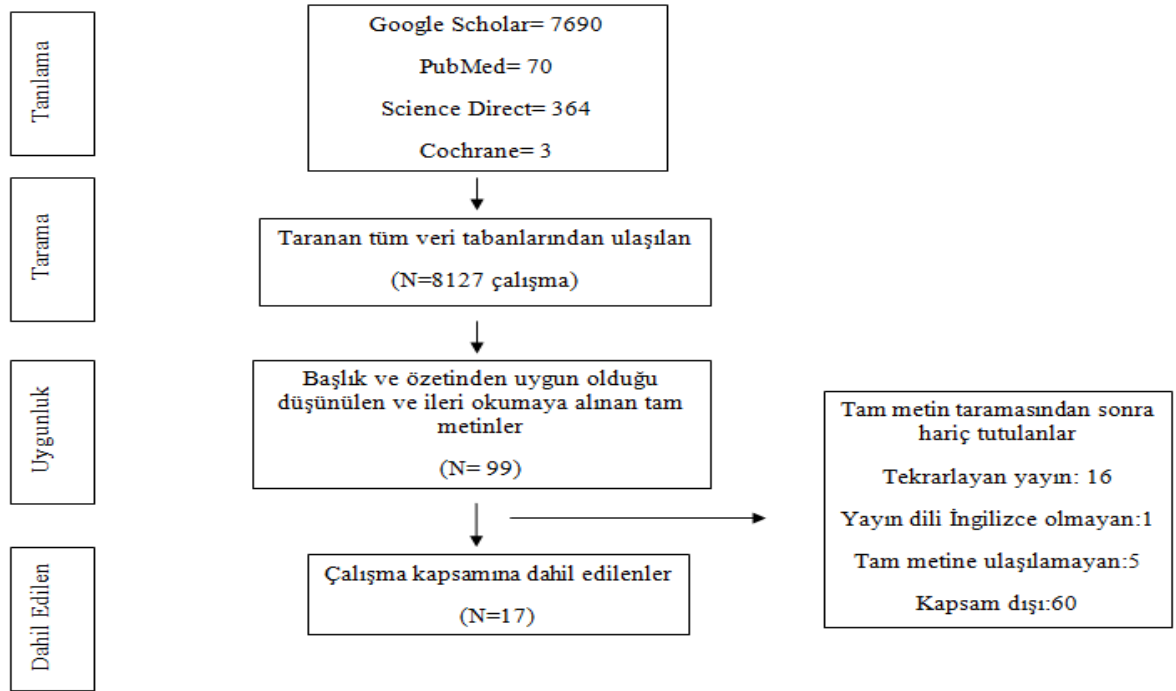 Tanılama
Google Scholar= 7690
PubMed= 70
Science Direct= 364
Cochrane= 3
Tarama
Taranan tüm veri tabanlarından ulaşılan
(N=8127 çalışma)
Uygunluk
Başlık ve özetinden uygun olduğu
düşünülen ve ileri okumaya alınan tam
metinler
(N= 99)
Tam metin taramasından sonra
hariç tutulanlar
Tekrarlayan yayın: 16
Yayın dili İngilizce olmayan:1
Tam metine ulaşılamayan:5
Kapsam dışı:60
Dahil Edilen
Çalışma kapsamına dahil edilenler
(N=17)